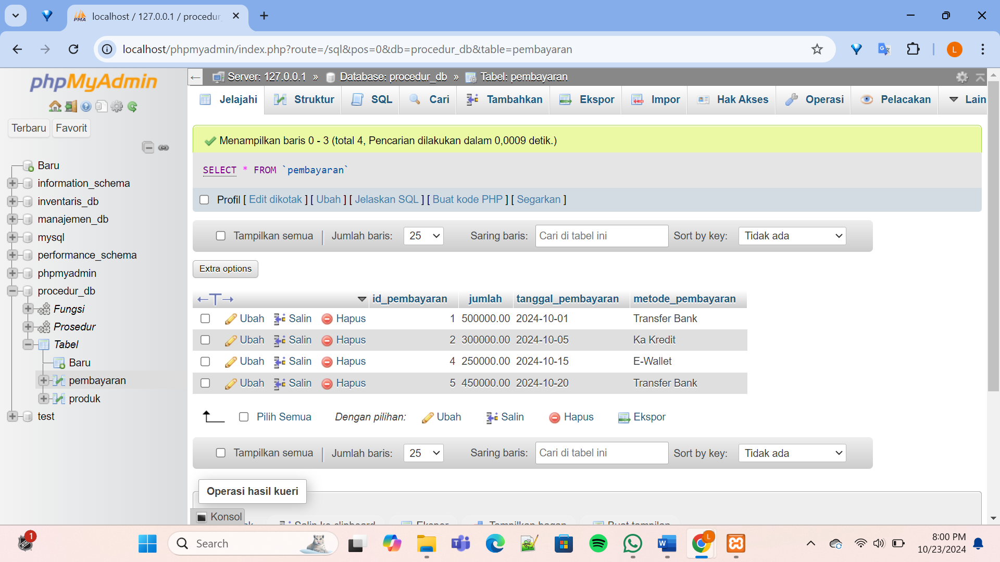 localhost / 127.0.0.1 / procedur_
localhost/phpmyadmin/index.php?route=/sql&pos=0&db=procedur_db&table=pembayaran
L
phpMyAdmin
Terbaru Favorit
Baru
information_schema
inventaris_db
manajemen_db
mysql
performance_schema
phpmyadmin
procedur_db
Fungsi
Prosedur
Tabel
Baru
pembayaran
produk
test
Server: 127.0.0.1 » Database: procedur_db » Tabel: pembayaran
Jelajahi Struktur SQL Cari Tambahkan Ekspor Impor Hak Akses Operasi Pelacakan Lain
Menampilkan baris 0 - 3 (total 4, Pencarian dilakukan dalam 0,0009 detik.)
SELECT * FROM `pembayaran`
Profil [ Edit dikotak ] [ Ubah ] [ Jelaskan SQL ] [ Buat kode PHP ] [ Segarkan ]
Tampilkan semua | Jumlah baris: 25 Saring baris: Cari di tabel ini Sort by key: Tidak ada
Extra options
←T→ id_pembayaran jumlah tanggal_pembayaran metode_pembayaran
Ubah Salin Hapus 1 500000.00 2024-10-01 Transfer Bank
Ubah Salin Hapus 2 300000.00 2024-10-05 Ka Kredit
Ubah Salin Hapus 4 250000.00 2024-10-15 E-Wallet
Ubah Salin Hapus 5 450000.00 2024-10-20 Transfer Bank
Pilih Semua Dengan pilihan: Ubah Salin Hapus Ekspor
Tampilkan semua | Jumlah baris: 25 Saring baris: Cari di tabel ini Sort by key: Tidak ada
Operasi hasil kueri
Konsol
Salin ke clipboard Ekspor Tampilkan bagan Buat tampilan
1
Search
L
8:00 PM
10/23/2024